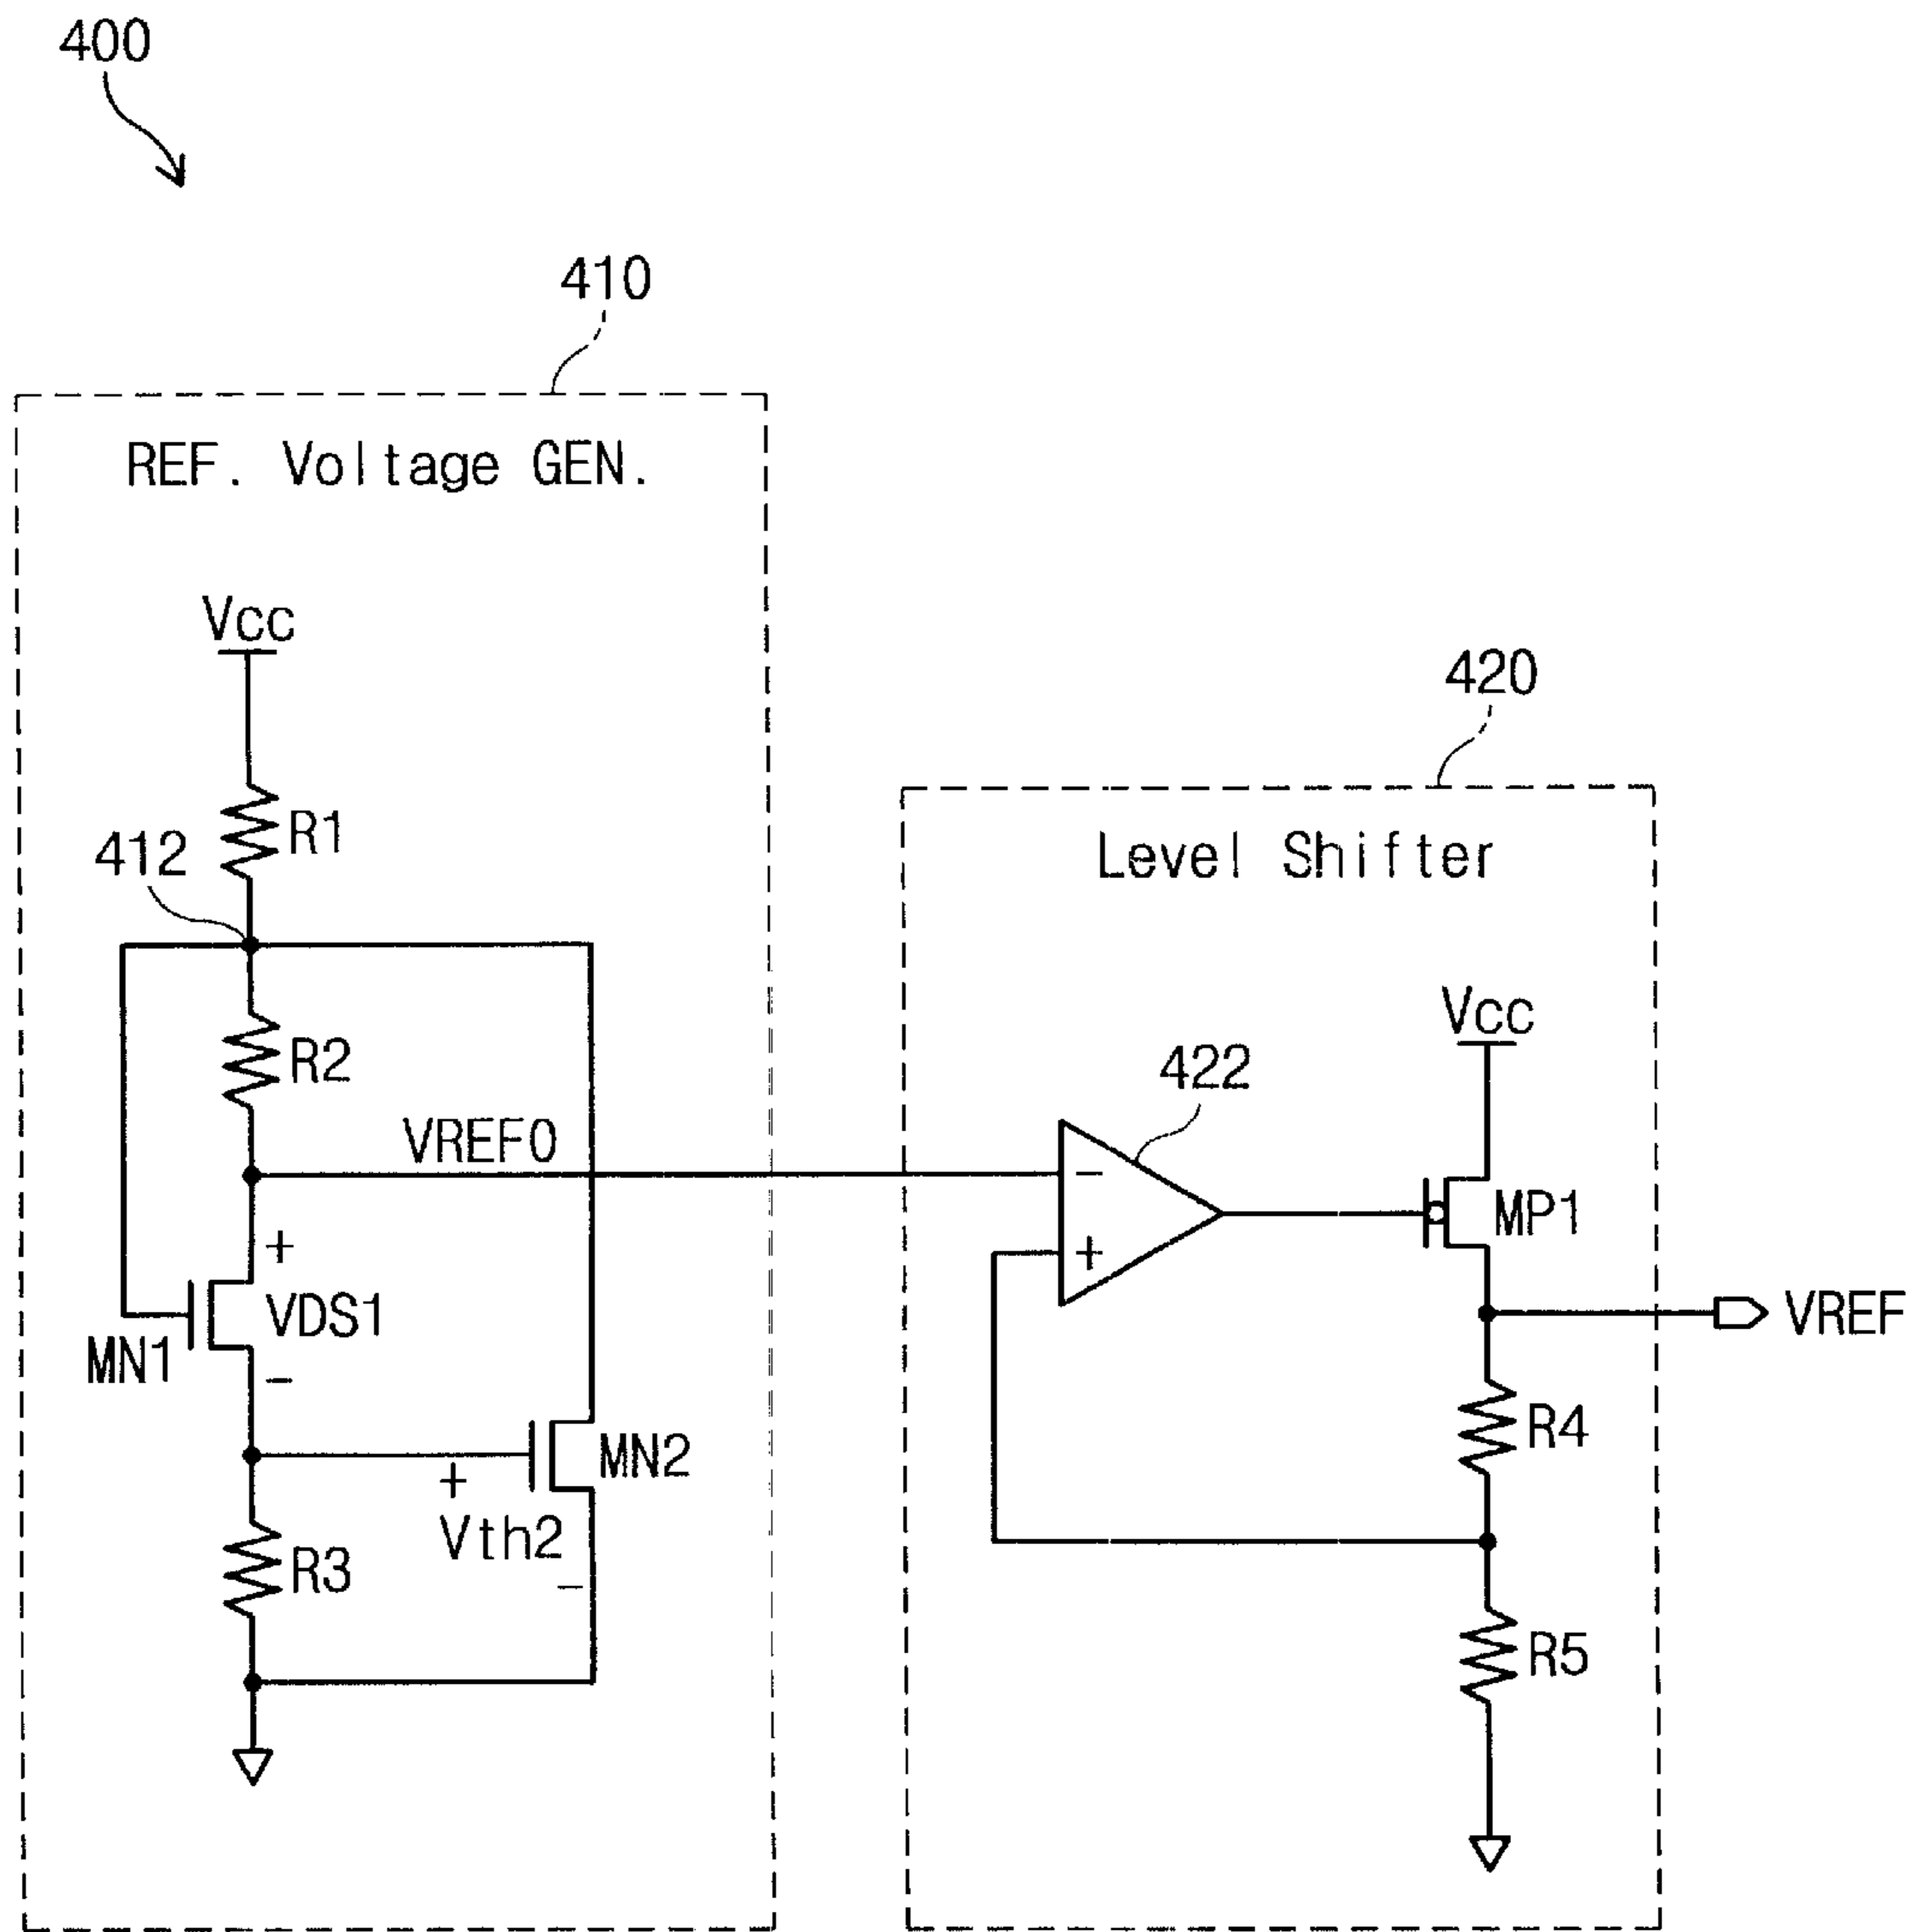 400
410
REF. Voltage GEN.
Vcc
420
R1
412
Level Shifter
Vcc
R2
422
VREF0
-
MP1
+
+
VDS1
VREF
MN1
-
R4
MN2
+
Vth2
R3
-
R5